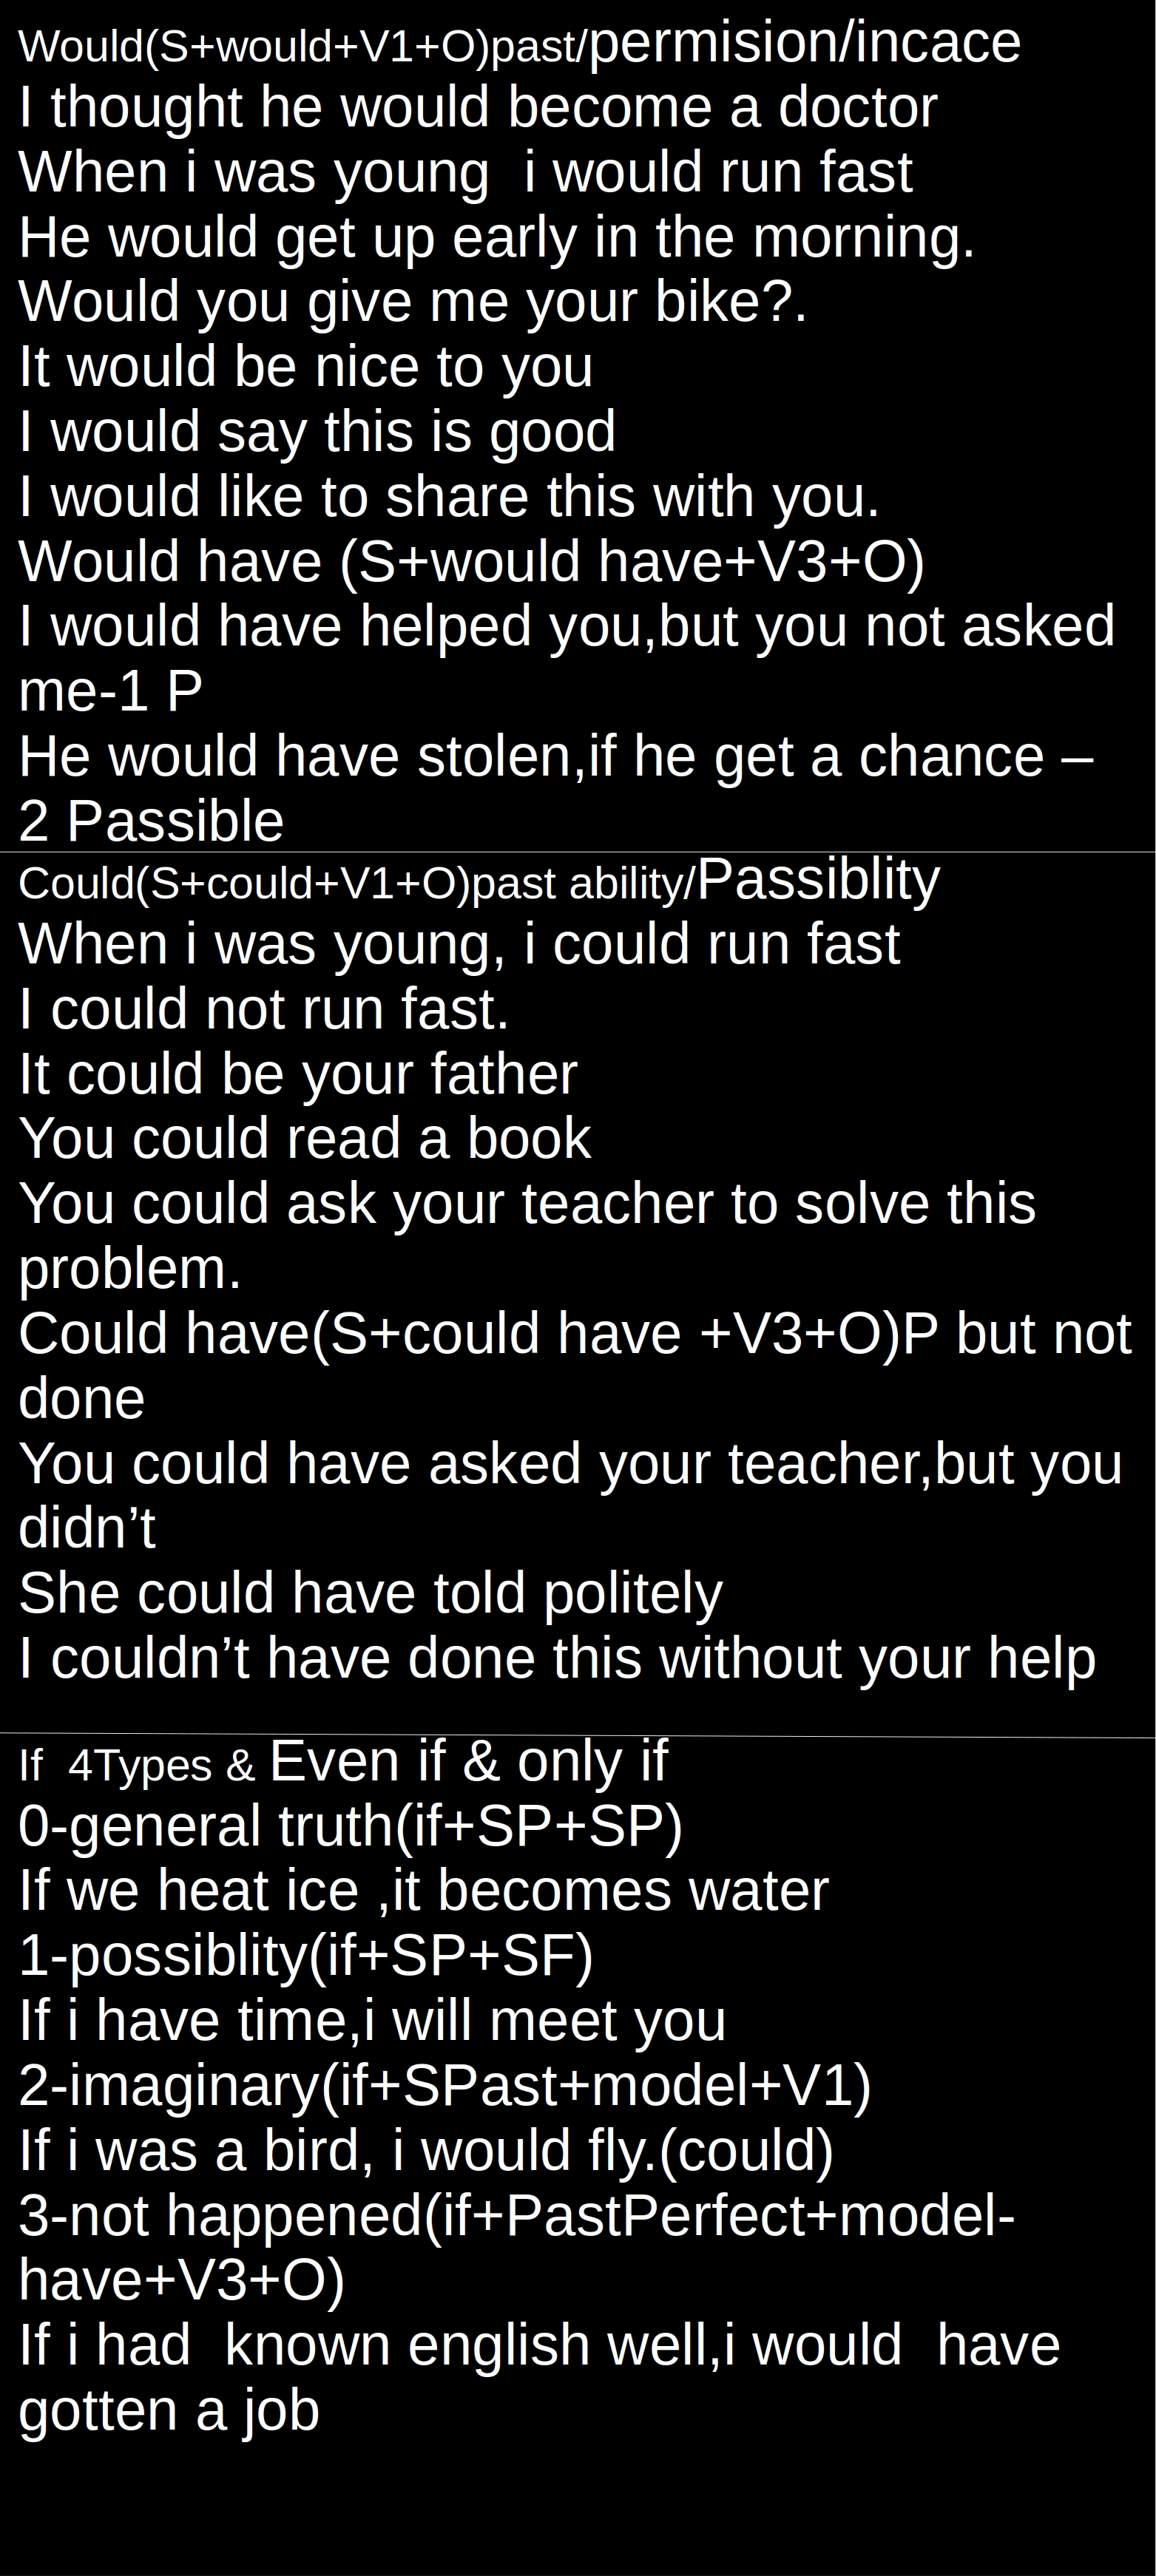 Would(S+would+V1+O)past/permision/incace
I thought he would become a doctor
When i was young  i would run fast
He would get up early in the morning.
Would you give me your bike?.
It would be nice to you
I would say this is good
I would like to share this with you.
Would have (S+would have+V3+O)
I would have helped you,but you not asked
me-1 P
He would have stolen,if he get a chance –
2 Passible
Could(S+could+V1+O)past ability/Passiblity
When i was young, i could run fast
I could not run fast.
It could be your father
You could read a book
You could ask your teacher to solve this
problem.
Could have(S+could have +V3+O)P but not
done
You could have asked your teacher,but you
didn’t
She could have told politely
I couldn’t have done this without your help
If  4Types & Even if & only if
0-general truth(if+SP+SP)
If we heat ice ,it becomes water
1-possiblity(if+SP+SF)
If i have time,i will meet you
2-imaginary(if+SPast+model+V1)
If i was a bird, i would fly.(could)
3-not happened(if+PastPerfect+model-
have+V3+O)
If i had  known english well,i would  have
gotten a job